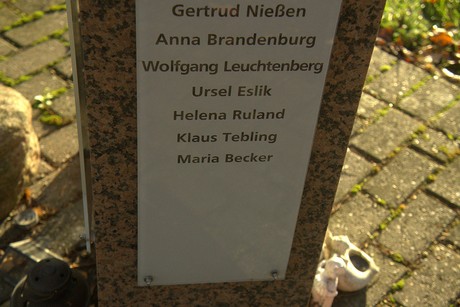 Gertrud Nießen
Anna Brandenburg
Wolfgang Leuchtenberg
Ursel Eslik
Helena Ruland
Klaus Tebling
Maria Becker